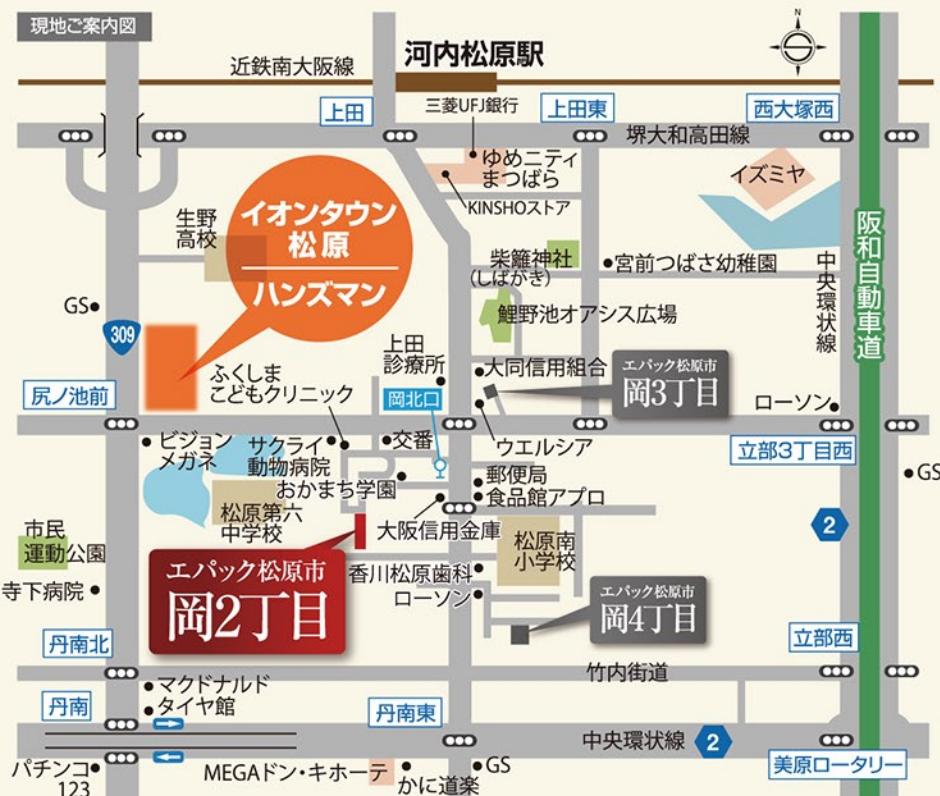 現地ご案内図
N
河内松原駅
近鉄南大阪線
三菱UFJ銀行
上田
上田東
西大塚西
堺大和高田線
ゆめニティ
まつばら
イズミヤ
KINSHOストア
イオンタウン
松原
ハンズマン
生野
高校
柴籬神社
(しばがき)
宮前つばさ幼稚園
中央環状線
阪和自動車道
GS
309
鯉野池オアシス広場
上田
診療所
大同信用組合
エパック松原市
岡3丁目
ふくしま
こどもクリニック
岡北口
尻ノ池前
ローソン
ビジョン
メガネ
サクライ
動物病院
交番
ウエルシア
立部3丁目西
GS
おかまち学園
郵便局
食品館アプロ
松原第六
中学校
大阪信用金庫
松原南
小学校
2
市民
運動公園
エパック松原市
岡2丁目
香川松原歯科
ローソン
寺下病院
エパック松原市
岡4丁目
丹南北
立部西
竹内街道
マクドナルド
タイヤ館
丹南
丹南東
中央環状線
2
パチンコ
123
MEGAドン・キホーテ
かに道楽
GS
美原ロータリー